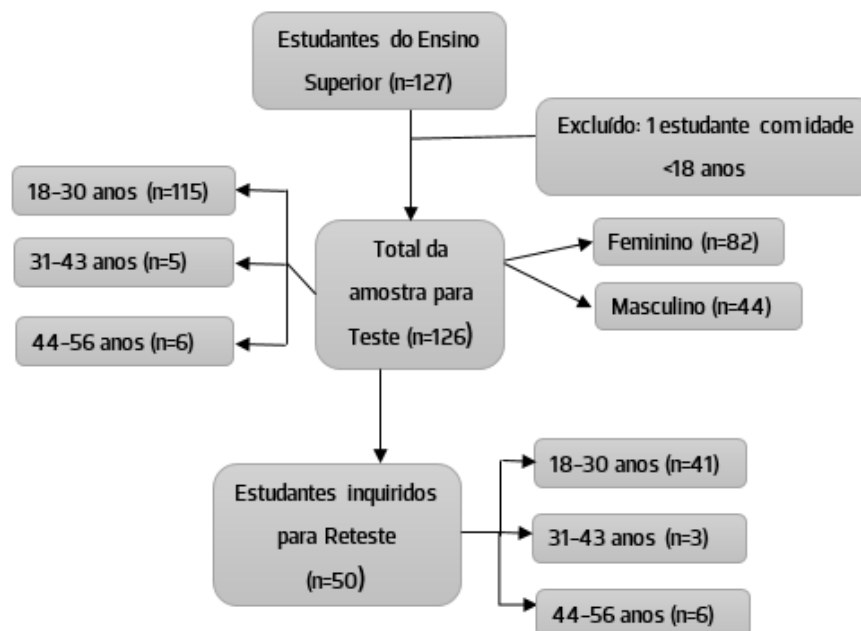 Estudantes do Ensino
Superior (n=127)
Excluído: 1 estudante com idade
<18 anos
18-30 anos (n=115)
31-43 anos (n=5)
44-56 anos (n=6)
Total da
amostra para
Teste (n=126)
Feminino (n=82)
Masculino (n=44)
Estudantes inquiridos
para Reteste
(n=50)
18-30 anos (n=41)
31-43 anos (n=3)
44-56 anos (n=6)